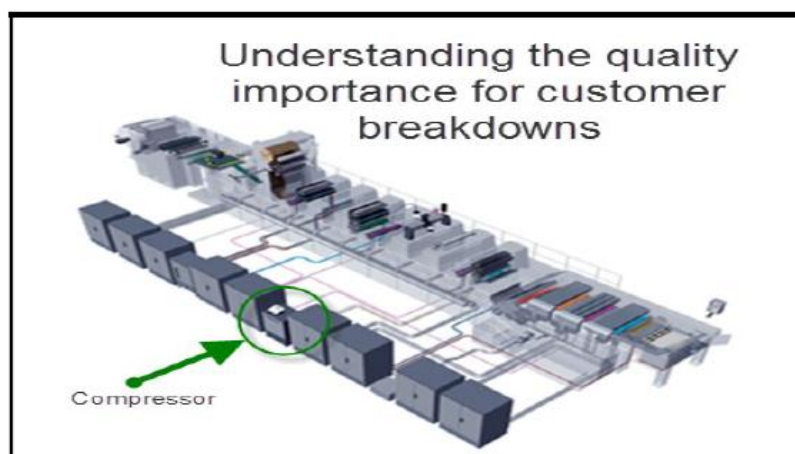 Understanding the quality
importance for customer
breakdowns
Compressor